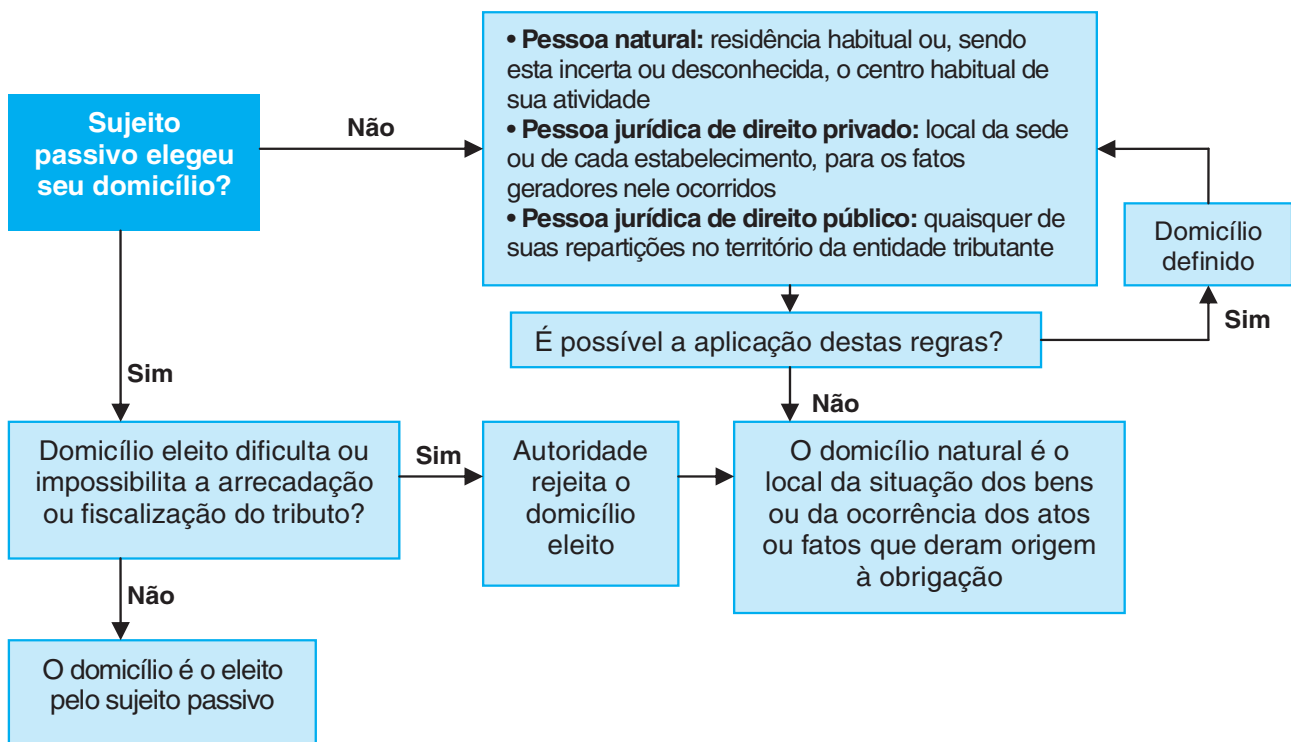 Sujeito
passivo elegeu
seu domicílio?
Não
• Pessoa natural: residência habitual ou, sendo
esta incerta ou desconhecida, o centro habitual de
sua atividade
• Pessoa jurídica de direito privado: local da sede
ou de cada estabelecimento, para os fatos
geradores nele ocorridos
• Pessoa jurídica de direito público: quaisquer de
suas repartições no território da entidade tributante
Domicílio
definido
Sim
É possível a aplicação destas regras?
Não
Sim
Domicílio eleito dificulta ou
impossibilita a arrecadação
ou fiscalização do tributo?
Sim
Autoridade
rejeita o
domicílio
eleito
O domicílio natural é o
local da situação dos bens
ou da ocorrência dos atos
ou fatos que deram origem
à obrigação
Não
O domicílio é o eleito
pelo sujeito passivo